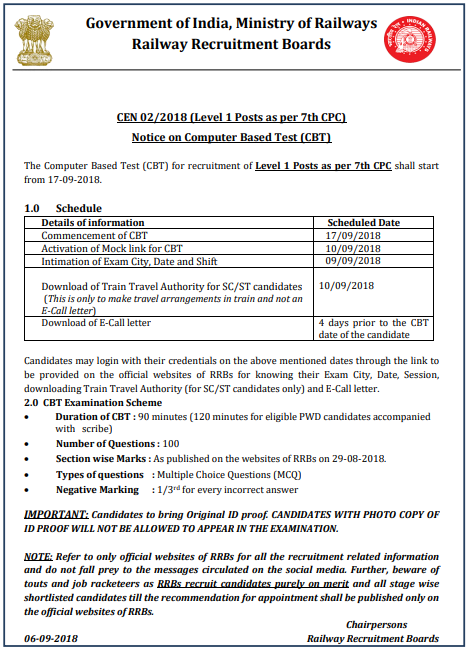 Government of India, Ministry of Railways
Railway Recruitment Boards
INDIAN RAILWAYS
CEN 02/2018 (Level 1 Posts as per 7th CPC)
Notice on Computer Based Test (CBT)
The Computer Based Test (CBT) for recruitment of Level 1 Posts as per 7th CPC shall start
from 17-09-2018.
1.0 Schedule
Details of information Scheduled Date
Commencement of CBT 17/09/2018
Activation of Mock link for CBT 10/09/2018
Intimation of Exam City, Date and Shift 09/09/2018
Download of Train Travel Authority for SC/ST candidates 10/09/2018
(This is only to make travel arrangements in train and not an
E-Call letter)
Download of E-Call letter 4 days prior to the CBT
date of the candidate
Candidates may login with their credentials on the above mentioned dates through the link to
be provided on the official websites of RRBs for knowing their Exam City, Date, Session,
downloading Train Travel Authority (for SC/ST candidates only) and E-Call letter.
2.0 CBT Examination Scheme
• Duration of CBT : 90 minutes (120 minutes for eligible PWD candidates accompanied
with scribe)
• Number of Questions : 100
• Section wise Marks : As published on the websites of RRBs on 29-08-2018.
• Types of questions : Multiple Choice Questions (MCQ)
• Negative Marking : 1/3rd for every incorrect answer
IMPORTANT: Candidates to bring Original ID proof. CANDIDATES WITH PHOTO COPY OF
ID PROOF WILL NOT BE ALLOWED TO APPEAR IN THE EXAMINATION.
NOTE: Refer to only official websites of RRBs for all the recruitment related information
and do not fall prey to the messages circulated on the social media. Further, beware of
touts and job racketeers as RRBs recruit candidates purely on merit and all stage wise
shortlisted candidates till the recommendation for appointment shall be published only on
the official websites of RRBs.
Chairpersons
06-09-2018 Railway Recruitment Boards